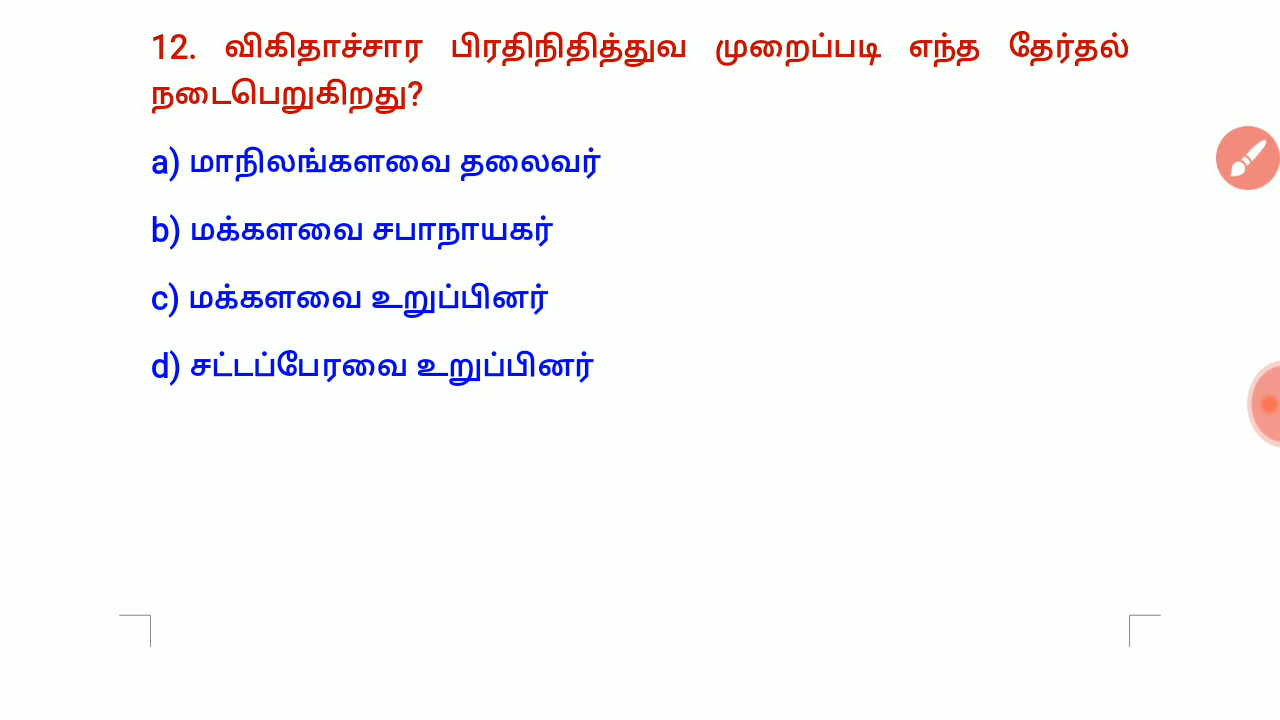 12. விகிதாச்சார பிரதிநிதித்துவ முறைப்படி எந்த தேர்தல்
நடைபெறுகிறது?
a) மாநிலங்களவை தலைவர்
b) மக்களவை சபாநாயகர்
c) மக்களவை உறுப்பினர்
d) சட்டப்பேரவை உறுப்பினர்